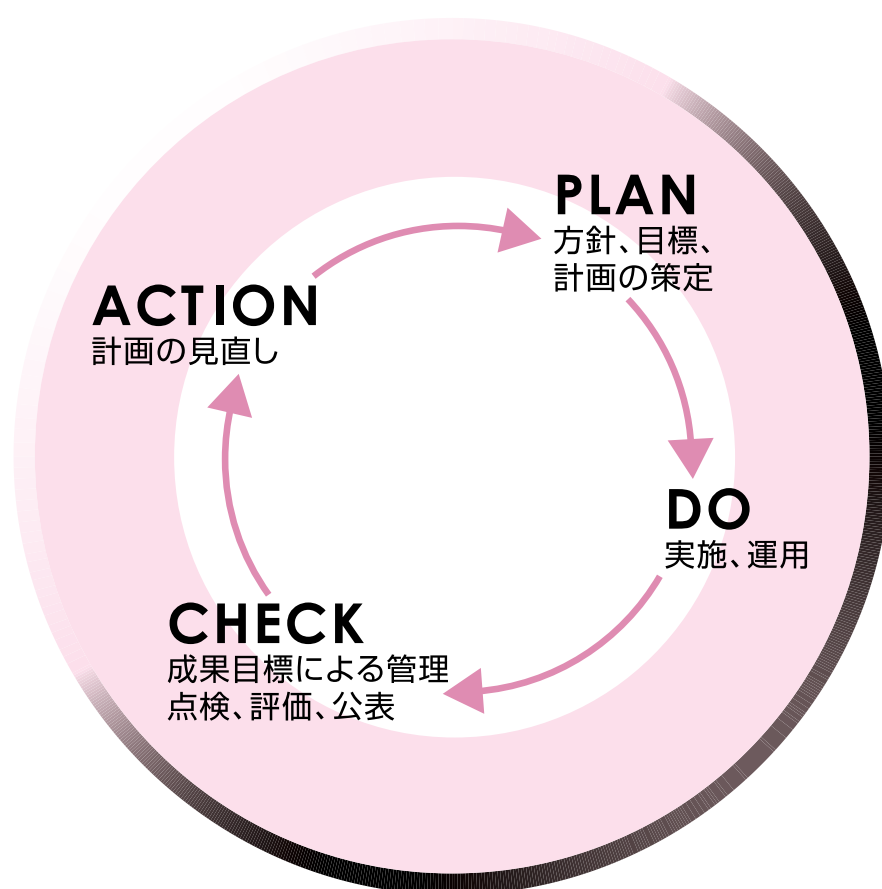 PLAN
方針、目標、
計画の策定
DO
実施、運用
CHECK
成果目標による管理
点検、評価、公表
ACTION
計画の見直し